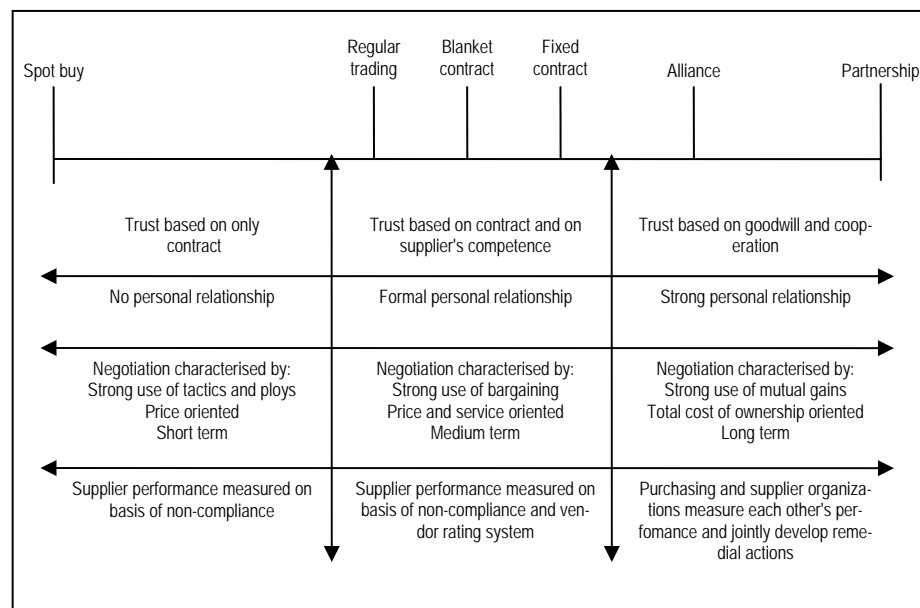 Spot buy
Regular
trading
Blanket
contract
Fixed
contract
Alliance
Partnership
Trust based on only
contract
Trust based on contract and on
supplier's competence
Trust based on goodwill and coop-
eration
No personal relationship
Formal personal relationship
Strong personal relationship
Negotiation characterised by:
Strong use of tactics and ploys
Price oriented
Short term
Negotiation characterised by:
Strong use of bargaining
Price and service oriented
Medium term
Negotiation characterised by:
Strong use of mutual gains
Total cost of ownership oriented
Long term
Supplier performance measured on
basis of non-compliance
Supplier performance measured on
basis of non-compliance and ven-
dor rating system
Purchasing and supplier organiza-
tions measure each other's per-
fomance and jointly develop reme-
dial actions